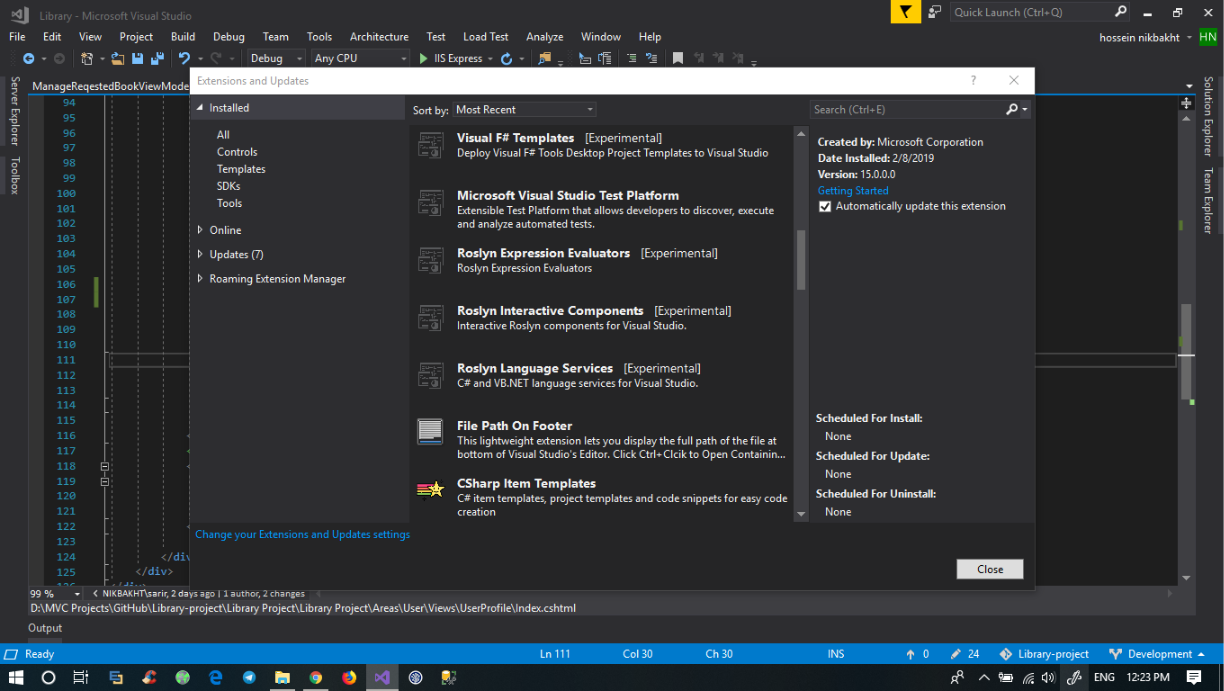 Library - Microsoft Visual Studio
Quick Launch (Ctrl+Q)
File Edit View Project Build Debug Team Tools Architecture Test Load Test Analyze Window Help
hossein nikbakht HN
Debug Any CPU IIS Express
Server Explorer
Toolbox
Solution Explorer
Team Explorer
ManageReqestedBookViewMode
Extensions and Updates
? 
Installed
All
Controls
Templates
SDKs
Tools
Online
Updates (7)
Roaming Extension Manager
Sort by: Most Recent
Search (Ctrl+E)
Visual F# Templates [Experimental]
Deploy Visual F# Tools Desktop Project Templates to Visual Studio
Microsoft Visual Studio Test Platform
Extensible Test Platform that allows developers to discover, execute
and analyze automated tests.
Roslyn Expression Evaluators [Experimental]
Roslyn Expression Evaluators
Roslyn Interactive Components [Experimental]
Interactive Roslyn components for Visual Studio.
Roslyn Language Services [Experimental]
C# and VB.NET language services for Visual Studio.
File Path On Footer
This lightweight extension lets you display the full path of the file at
bottom of Visual Studio's Editor. Click Ctrl+Clcik to Open Containin...
CSharp Item Templates
C# item templates, project templates and code snippets for easy code
creation
Created by: Microsoft Corporation
Date Installed: 2/8/2019
Version: 15.0.0.0
Getting Started
Automatically update this extension
Scheduled For Install:
None
Scheduled For Update:
None
Scheduled For Uninstall:
None
Change your Extensions and Updates settings
Close
94
95
96
97
98
99
100
101
102
103
104
105
106
107
108
109
110
111
112
113
114
115
116
117
118
119
120
121
122
123
124 </div
125 </div>
126 </div>
99 % NIKBAKHT\sarir, 2 days ago | 1 author, 2 changes
D:\MVC Projects\GitHub\Library-project\Library Project\Library Project\Areas\User\Views\UserProfile\Index.cshtml
Output
Ready Ln 111 Col 30 Ch 30 INS 0 24 Library-project Development
ENG 12:23 PM